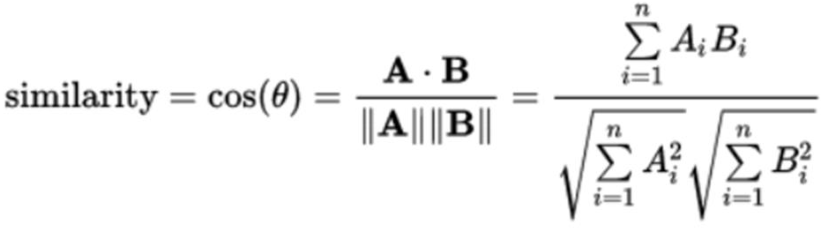 similarity = cos(θ) = A · B / ‖A‖‖B‖ = ∑_{i=1}^{n} A_i B_i / √(∑_{i=1}^{n} A_i^2) √(∑_{i=1}^{n} B_i^2)